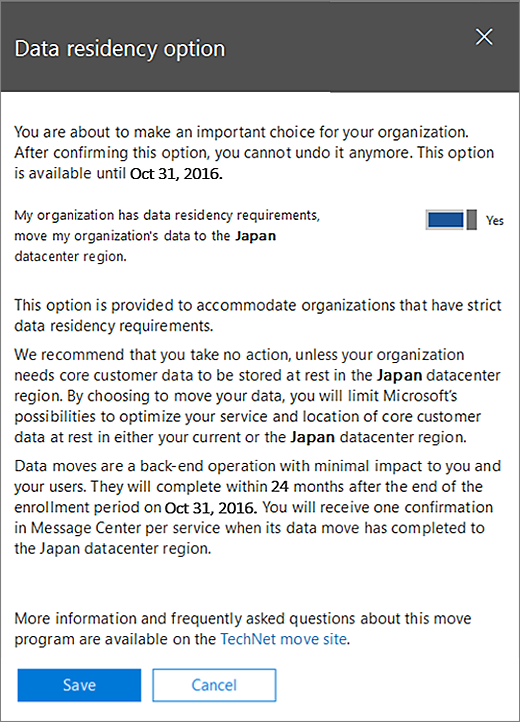 Data residency option
You are about to make an important choice for your organization.
After confirming this option, you cannot undo it anymore. This option
is available until Oct 31, 2016.
My organization has data residency requirements,
move my organization's data to the Japan
datacenter region.
Yes
This option is provided to accommodate organizations that have strict
data residency requirements.
We recommend that you take no action, unless your organization
needs core customer data to be stored at rest in the Japan datacenter
region. By choosing to move your data, you will limit Microsoft's
possibilities to optimize your service and location of core customer
data at rest in either your current or the Japan datacenter region.
Data moves are a back-end operation with minimal impact to you and
your users. They will complete within 24 months after the end of the
enrollment period on Oct 31, 2016. You will receive one confirmation
in Message Center per service when its data move has completed to
the Japan datacenter region.
More information and frequently asked questions about this move
program are available on the TechNet move site.
Save
Cancel